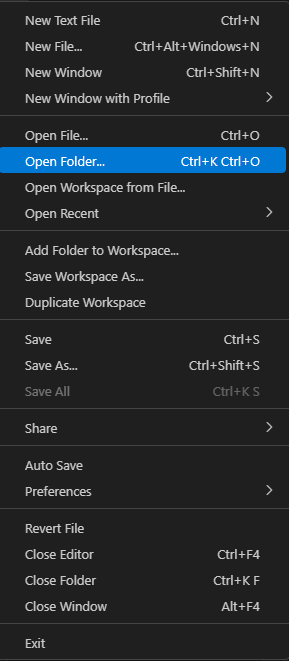 New Text File Ctrl+N
New File... Ctrl+Alt+Windows+N
New Window Ctrl+Shift+N
New Window with Profile
Open File... Ctrl+O
Open Folder... Ctrl+K Ctrl+O
Open Workspace from File...
Open Recent
Add Folder to Workspace...
Save Workspace As...
Duplicate Workspace
Save Ctrl+S
Save As... Ctrl+Shift+S
Save All Ctrl+K S
Share
Auto Save
Preferences
Revert File
Close Editor Ctrl+F4
Close Folder Ctrl+K F
Close Window Alt+F4
Exit